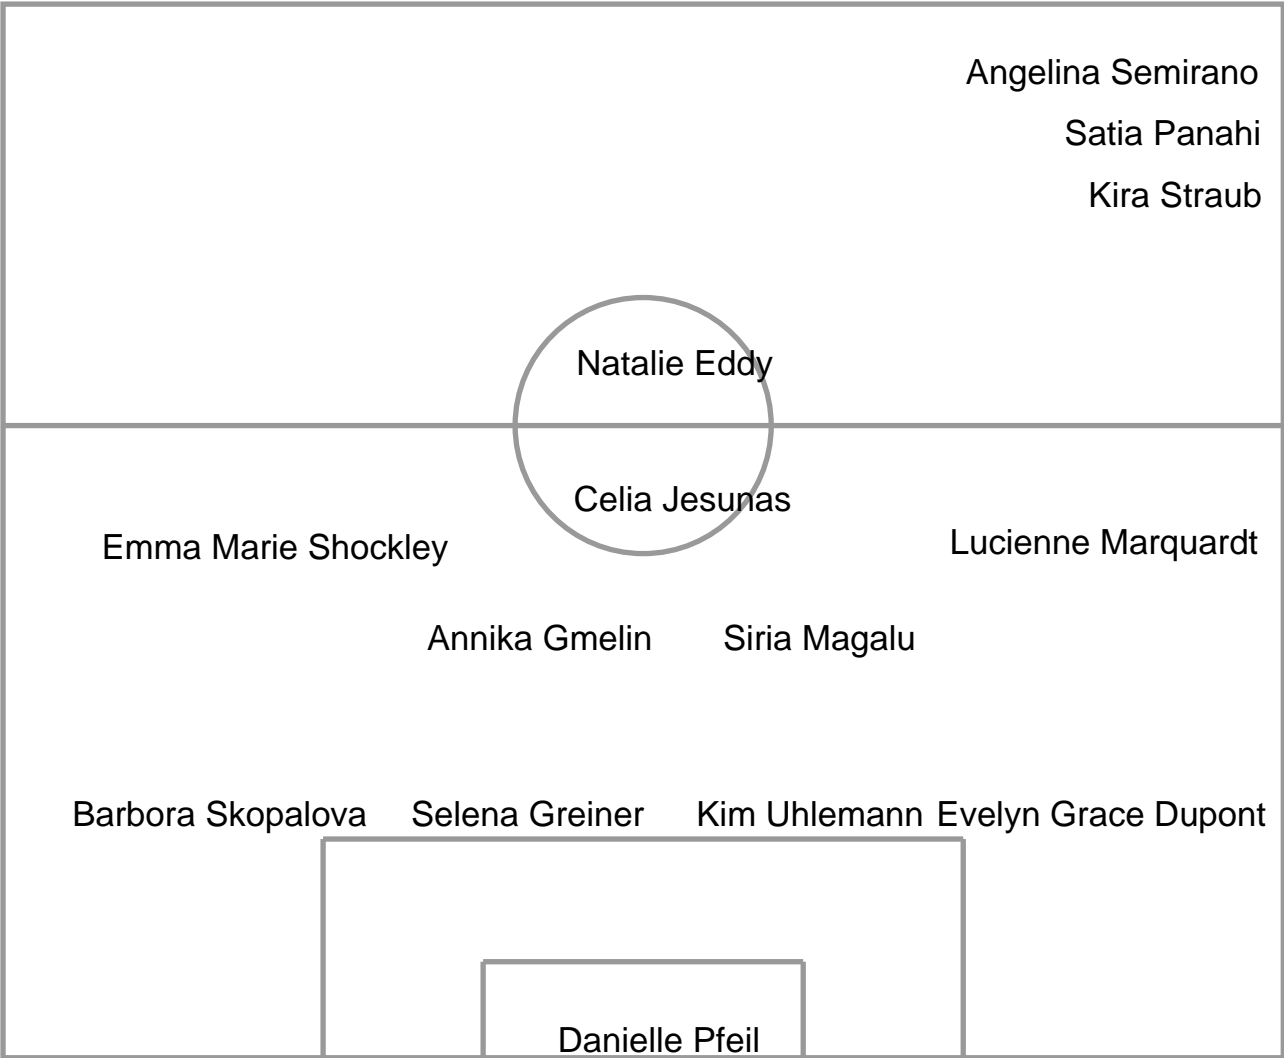 Angelina Semirano
Satia Panahi
Kira Straub
Natalie Eddy
Celia Jesunas
Emma Marie Shockley
Lucienne Marquardt
Annika Gmelin
Siria Magalu
Barbora Skopalova
Selena Greiner
Kim Uhlemann
Evelyn Grace Dupont
Danielle Pfeil